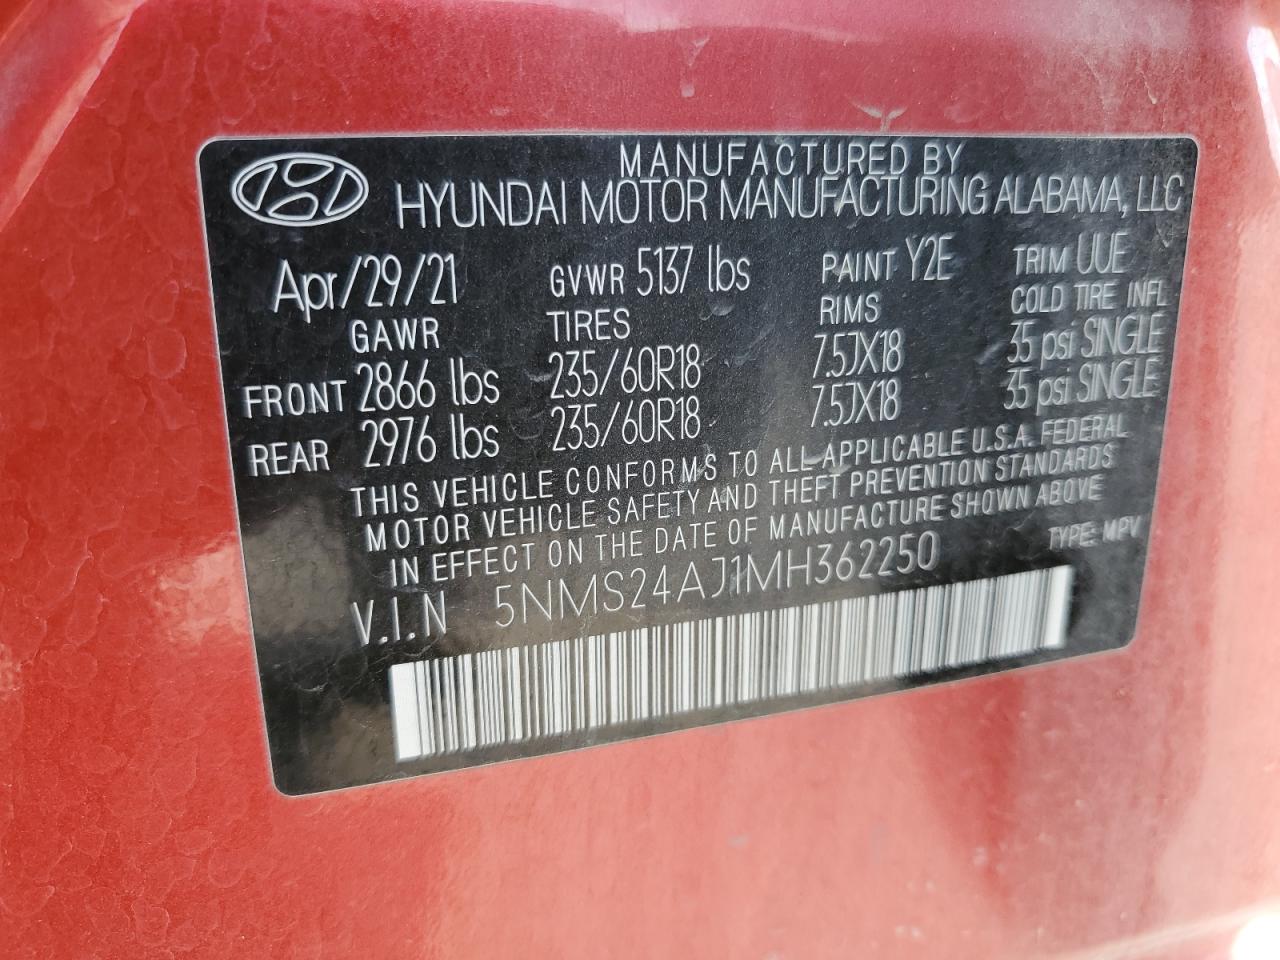 MANUFACTURED BY
HYUNDAI MOTOR MANUFACTURING ALABAMA, LLC
Apr/29/21 GVWR 5137 lbs PAINT Y2E TRIM UUE
GAWR TIRES RIMS COLD TIRE INFL
FRONT 2866 lbs 235/60R18 7.5JX18 35 psi SINGLE
REAR 2976 lbs 235/60R18 7.5JX18 35 psi SINGLE
THIS VEHICLE CONFORMS TO ALL APPLICABLE U.S.A. FEDERAL
MOTOR VEHICLE SAFETY AND THEFT PREVENTION STANDARDS
IN EFFECT ON THE DATE OF MANUFACTURE SHOWN ABOVE
V.I.N 5NMS24AJ1MH362250 TYPE: MPV